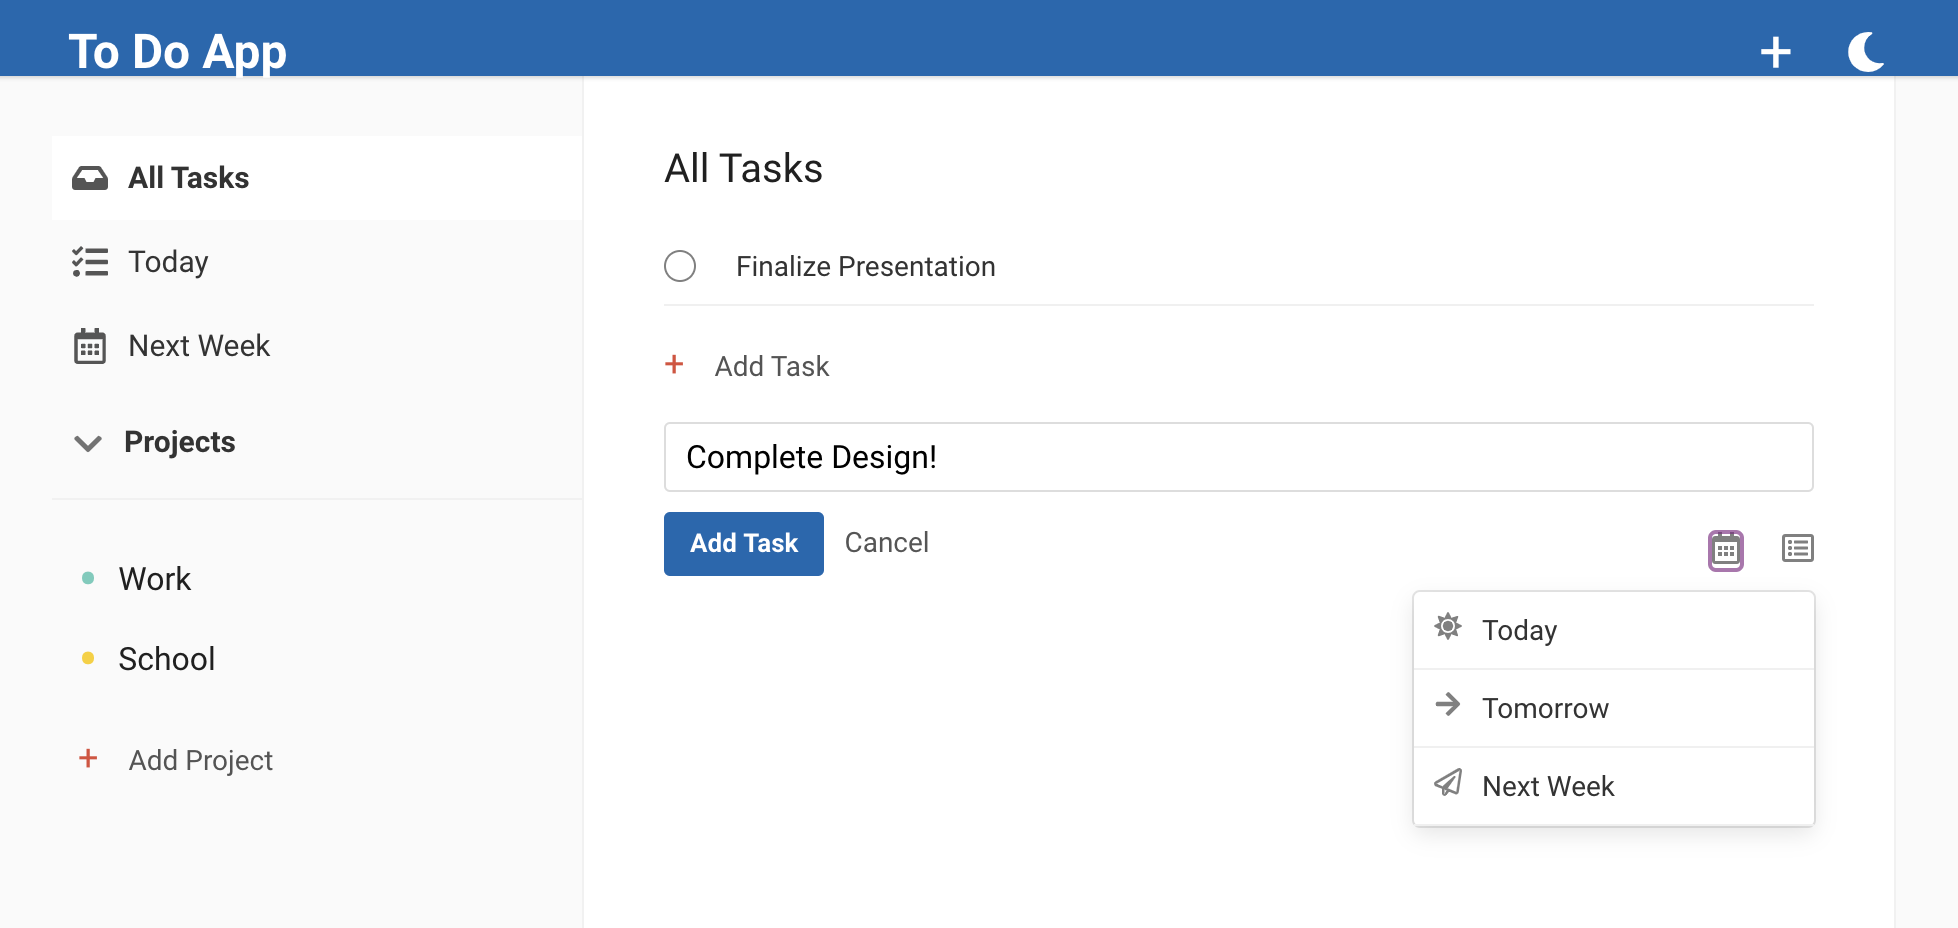 To Do App
All Tasks
Today
Next Week
Projects
Work
School
Add Project
All Tasks
Finalize Presentation
Add Task
Complete Design!
Add Task Cancel
Today
Tomorrow
Next Week